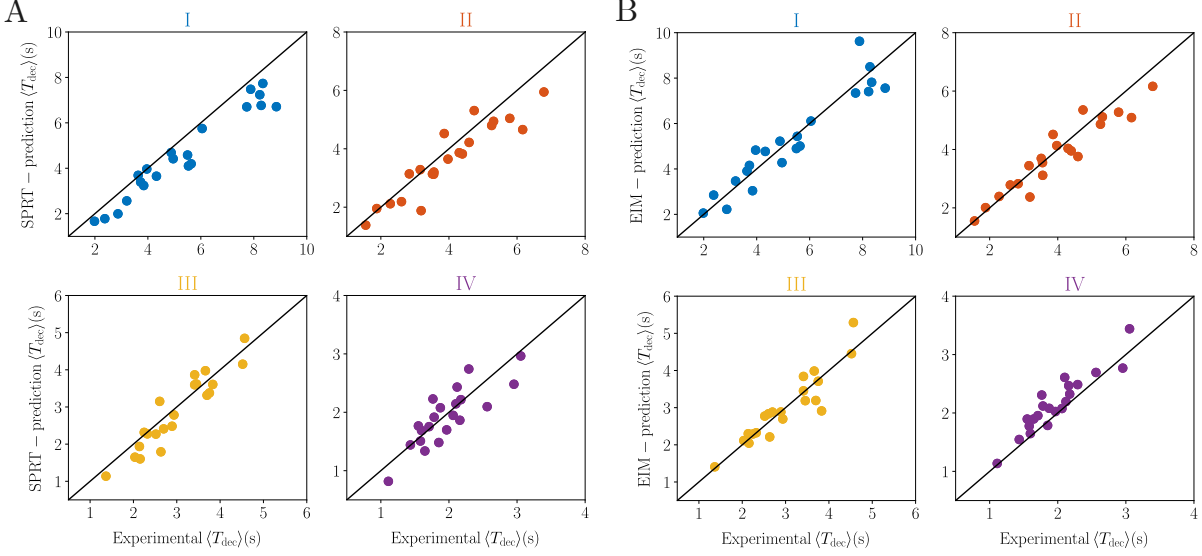 A
B
I
II
I
II
SPRT − prediction ⟨T_dec⟩(s)
10
8
6
4
2
2 4 6 8 10
8
6
4
2
2 4 6 8
EIM − prediction ⟨T_dec⟩(s)
10
8
6
4
2
2 4 6 8 10
8
6
4
2
2 4 6 8
III
IV
III
IV
SPRT − prediction ⟨T_dec⟩(s)
6
5
4
3
2
1
1 2 3 4 5 6
Experimental ⟨T_dec⟩(s)
4
3
2
1
1 2 3 4
Experimental ⟨T_dec⟩(s)
EIM − prediction ⟨T_dec⟩(s)
6
5
4
3
2
1
1 2 3 4 5 6
Experimental ⟨T_dec⟩(s)
4
3
2
1
1 2 3 4
Experimental ⟨T_dec⟩(s)